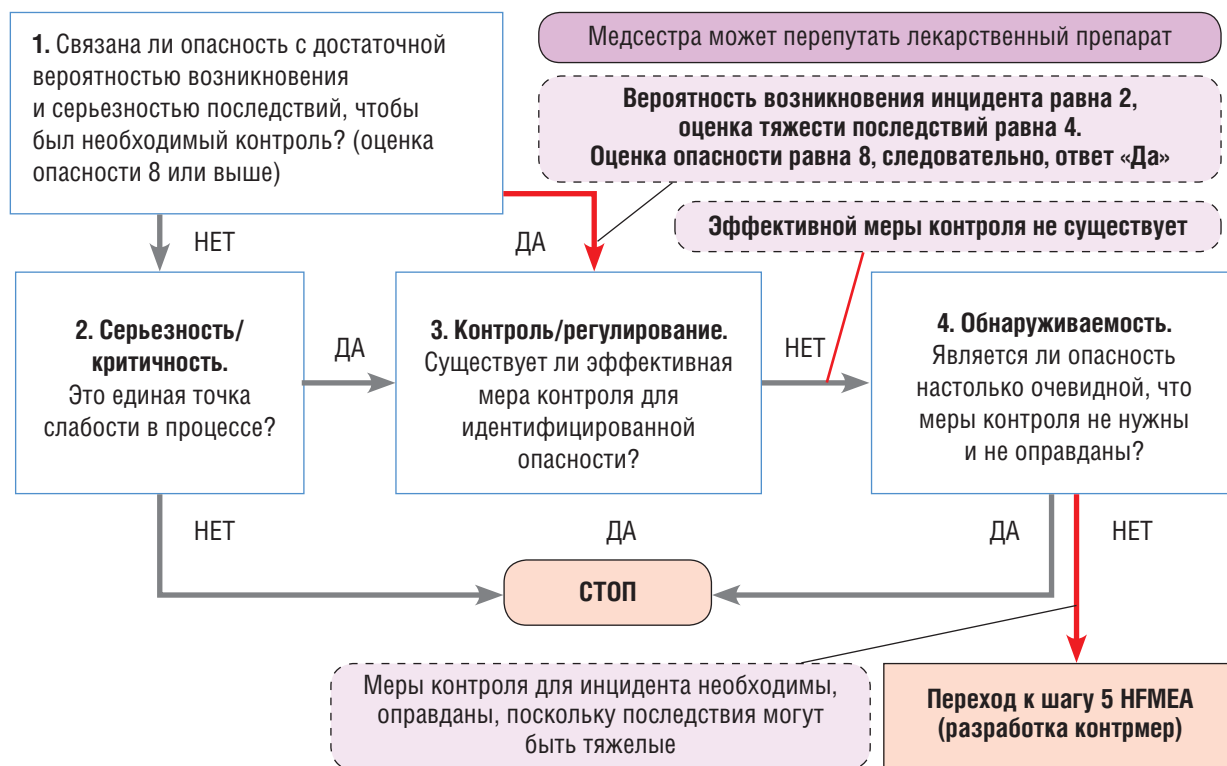 1. Связана ли опасность с достаточной
вероятностью возникновения
и серьезностью последствий, чтобы
был необходимый контроль? (оценка
опасности 8 или выше)
Медсестра может перепутать лекарственный препарат
Вероятность возникновения инцидента равна 2,
оценка тяжести последствий равна 4.
Оценка опасности равна 8, следовательно, ответ «Да»
Эффективной меры контроля не существует
НЕТ
ДА
2. Серьезность/
критичность.
Это единая точка
слабости в процессе?
ДА
3. Контроль/регулирование.
Существует ли эффективная
мера контроля для
идентифицированной
опасности?
НЕТ
4. Обнаруживаемость.
Является ли опасность
настолько очевидной, что
меры контроля не нужны
и не оправданы?
НЕТ
ДА
ДА
НЕТ
СТОП
Меры контроля для инцидента необходимы,
оправданы, поскольку последствия могут
быть тяжелые
Переход к шагу 5 HFMEA
(разработка контрмер)